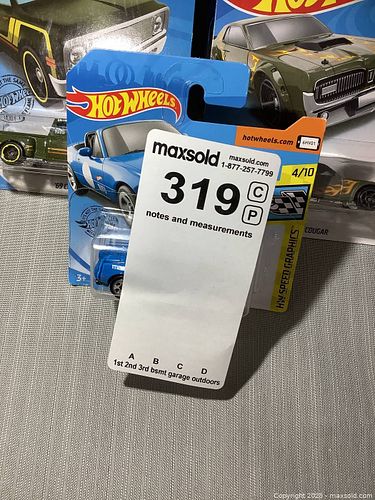 HOT WHEELS
hotwheels.com
4/10
maxsold
maxsold.com
1-877-257-7799
319
C
P
notes and measurements
HW SPEED GRAPHICS
COUGAR
3+
A B C D
1st 2nd 3rd bsmt garage outdoors
Copyright 2020 - maxsold.com